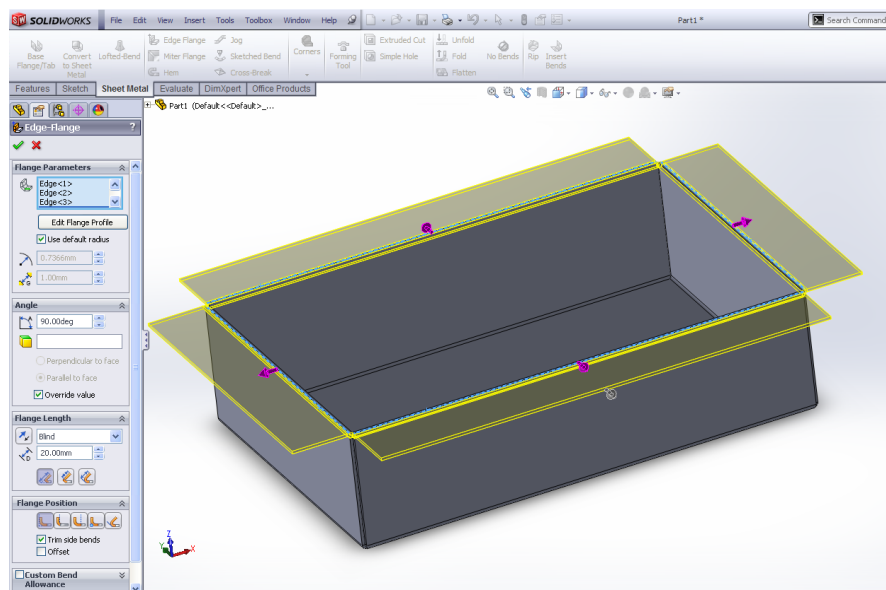 SOLIDWORKS File Edit View Insert Tools Toolbox Window Help Part1 * Search Command
Base Flange/Tab
Convert to Sheet Metal
Lofted-Bend
Edge Flange
Miter Flange
Hem
Jog
Sketched Bend
Cross-Break
Corners
Forming Tool
Extruded Cut
Simple Hole
Unfold
Fold
Flatten
No Bends
Rip
Insert Bends
Features Sketch Sheet Metal Evaluate DimXpert Office Products
Part1 (Default<<Default>_...
Edge-Flange ?
Flange Parameters
Edge<1>
Edge<2>
Edge<3>
Edit Flange Profile
Use default radius
0.7366mm
1.00mm
Angle
90.00deg
Perpendicular to face
Parallel to face
Override value
Flange Length
Blind
20.00mm
Flange Position
Trim side bends
Offset
Custom Bend
Allowance
Z
Y
X